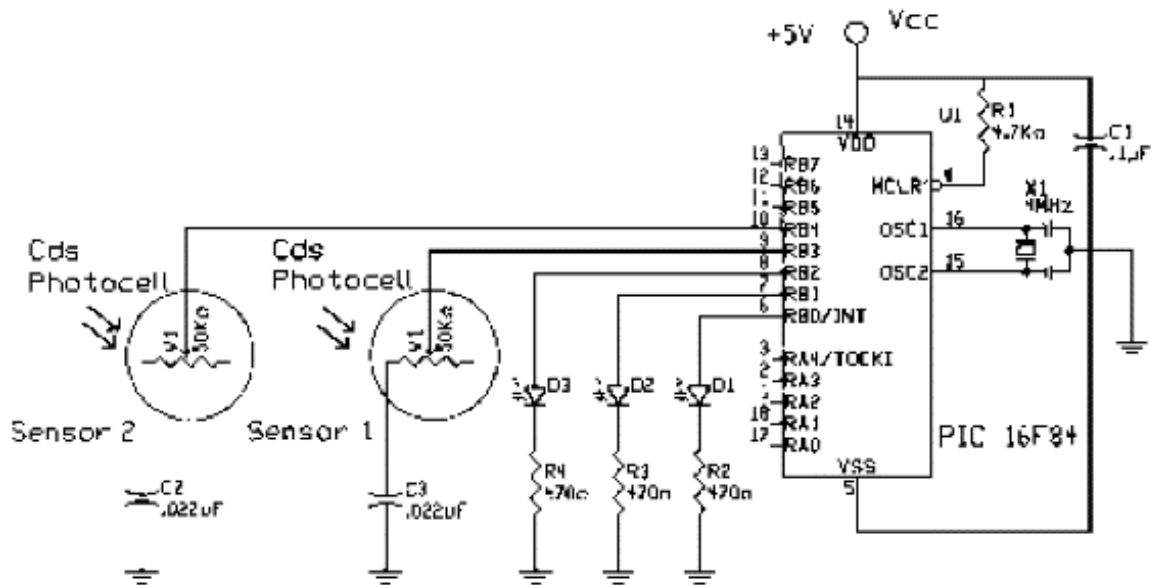 +5V
Vcc
14
VDD
U1
R1
4.7KΩ
C1
.1µF
13
RB7
12
RB6
RB5
10
RB4
9
RB3
8
RB2
7
RB1
6
RB0/INT
3
RA4/TOCKI
2
RA3
RA2
18
RA1
17
RA0
MCLR
4
X1
4MHz
OSC1
16
OSC2
15
VSS
5
PIC 16F84
Cds
Photocell
V1
50KΩ
Sensor 2
C2
.022uF
Cds
Photocell
V1
50KΩ
Sensor 1
C3
.022uF
D3
D2
D1
R4
470Ω
R3
470Ω
R2
470Ω